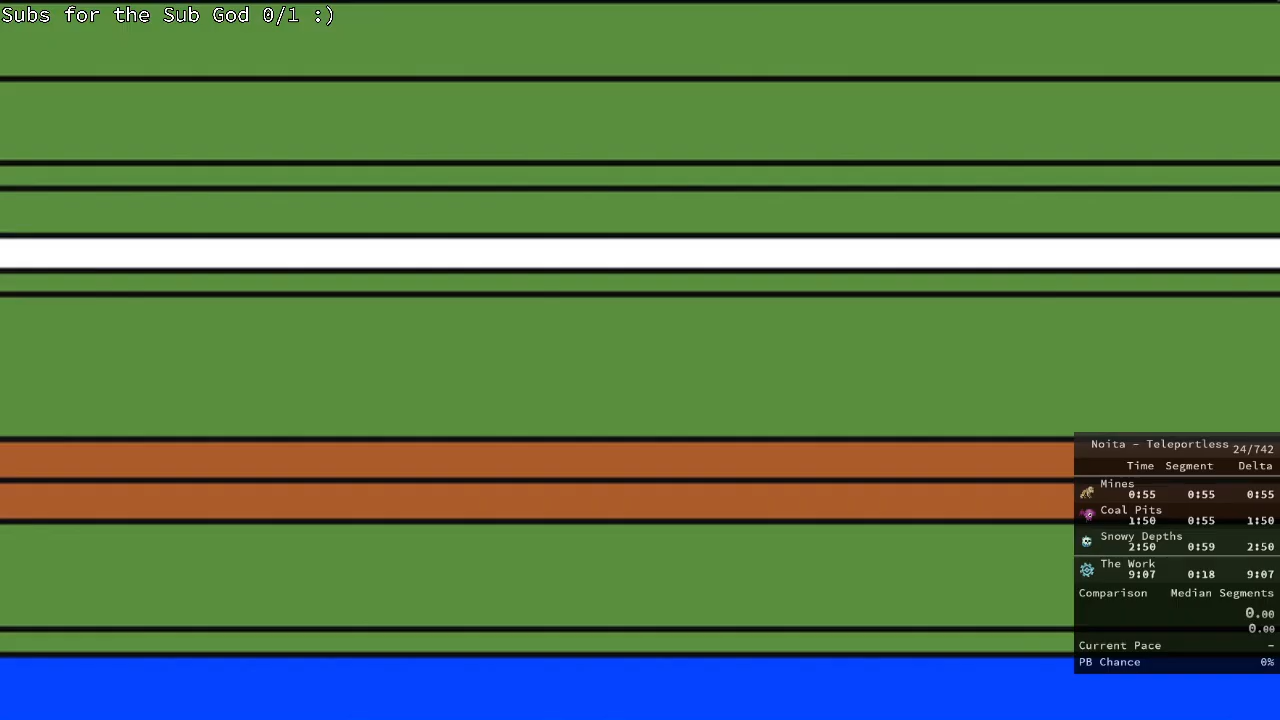 Subs for the Sub God 0/1 :)
Noita - Teleportless 24/742
Time Segment Delta
Mines
0:55 0:55 0:55
Coal Pits
1:50 0:55 1:50
Snowy Depths
2:50 0:59 2:50
The Work
9:07 0:18 9:07
Comparison Median Segments
0.00
0.00
Current Pace -
PB Chance 0%